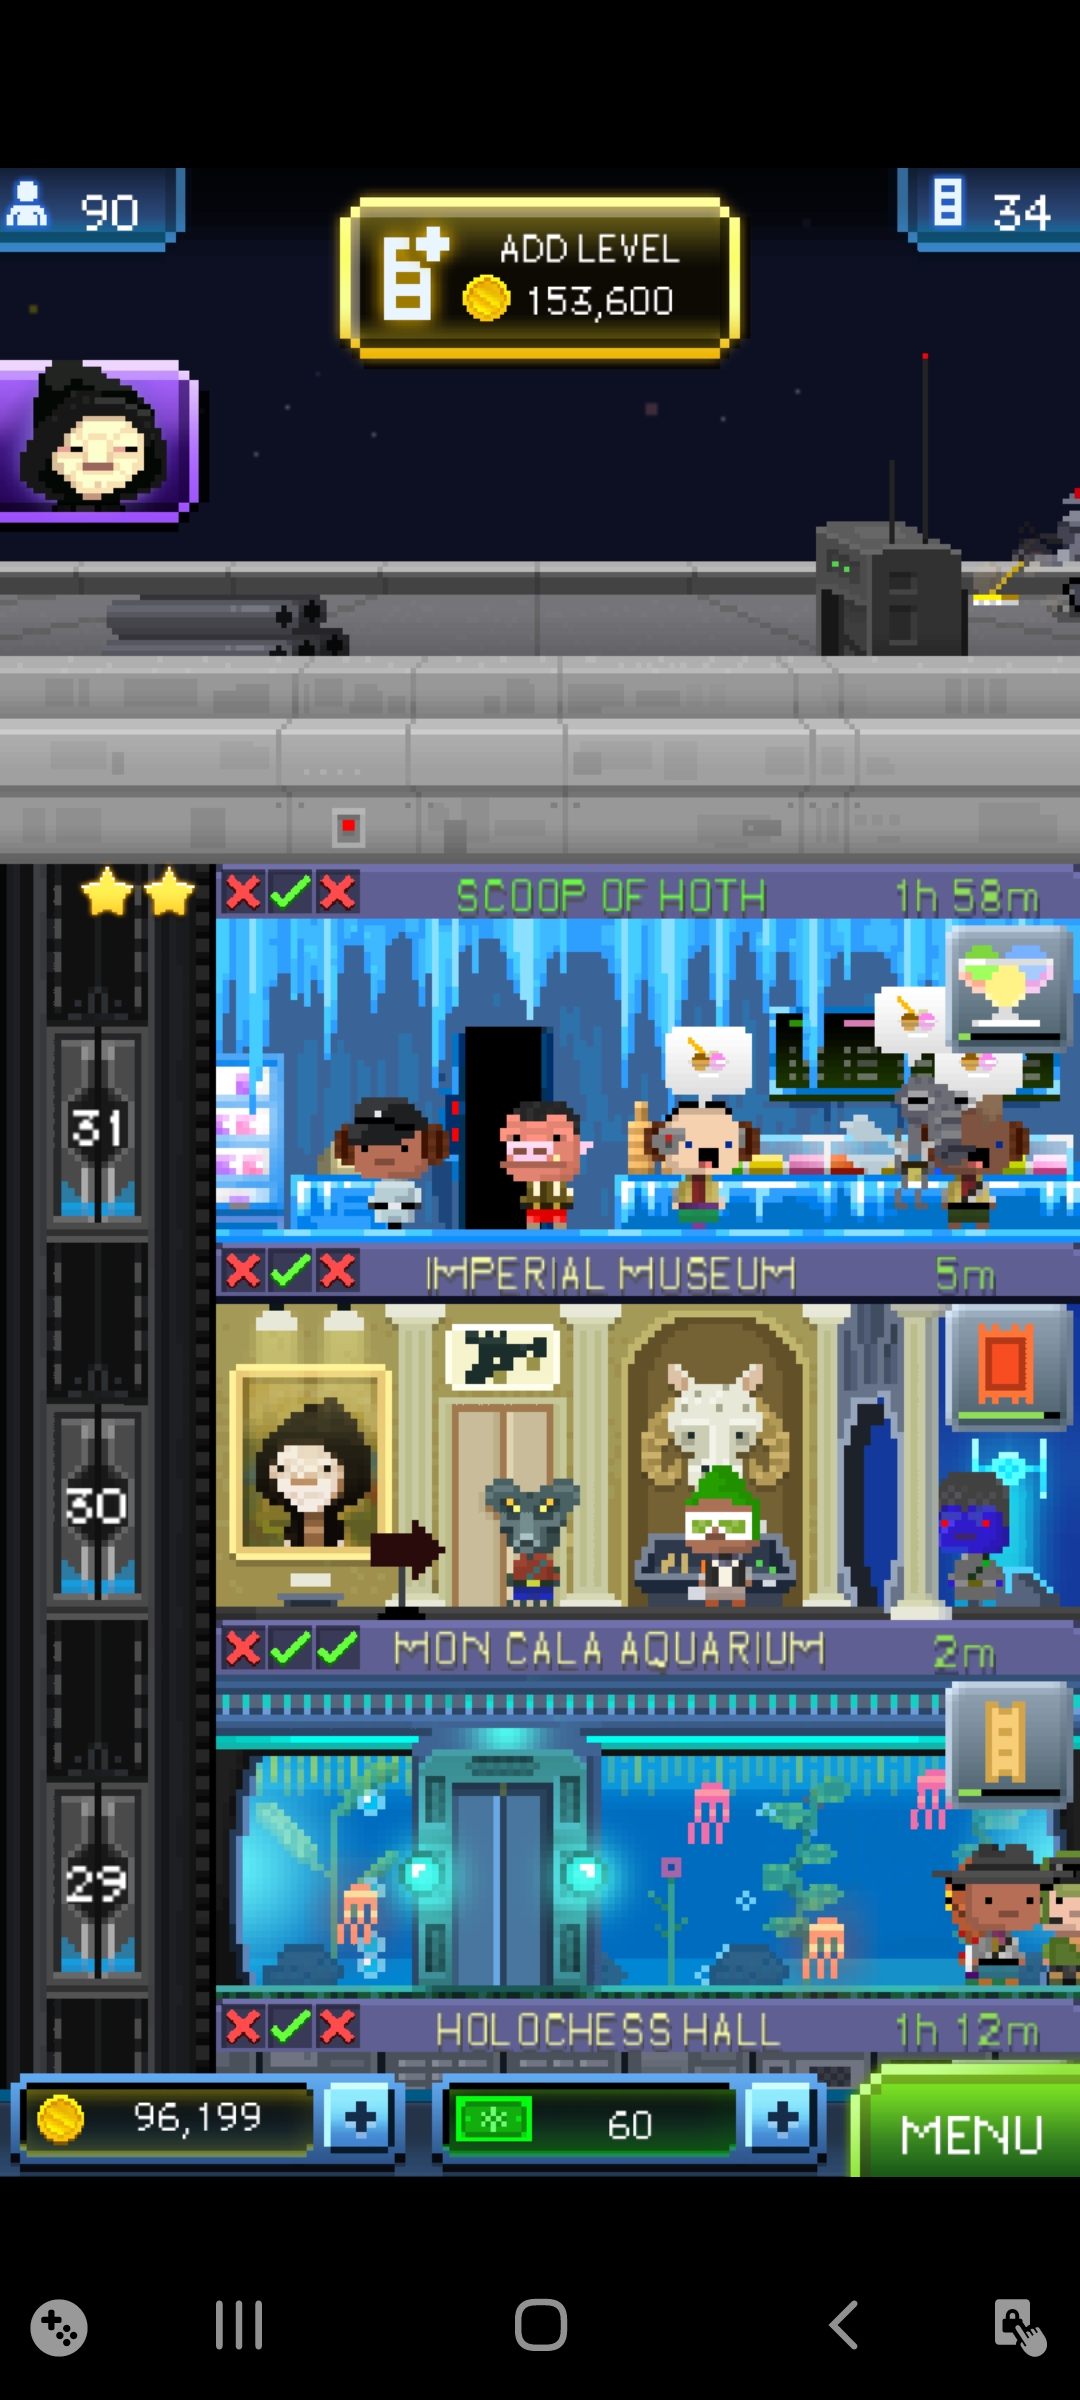 90
ADD LEVEL
153,600
34
SCOOP OF HOTH 1h 58m
31
IMPERIAL MUSEUM 5m
30
MON CALA AQUARIUM 2m
29
HOLOCHESS HALL 1h 12m
96,199
60
MENU